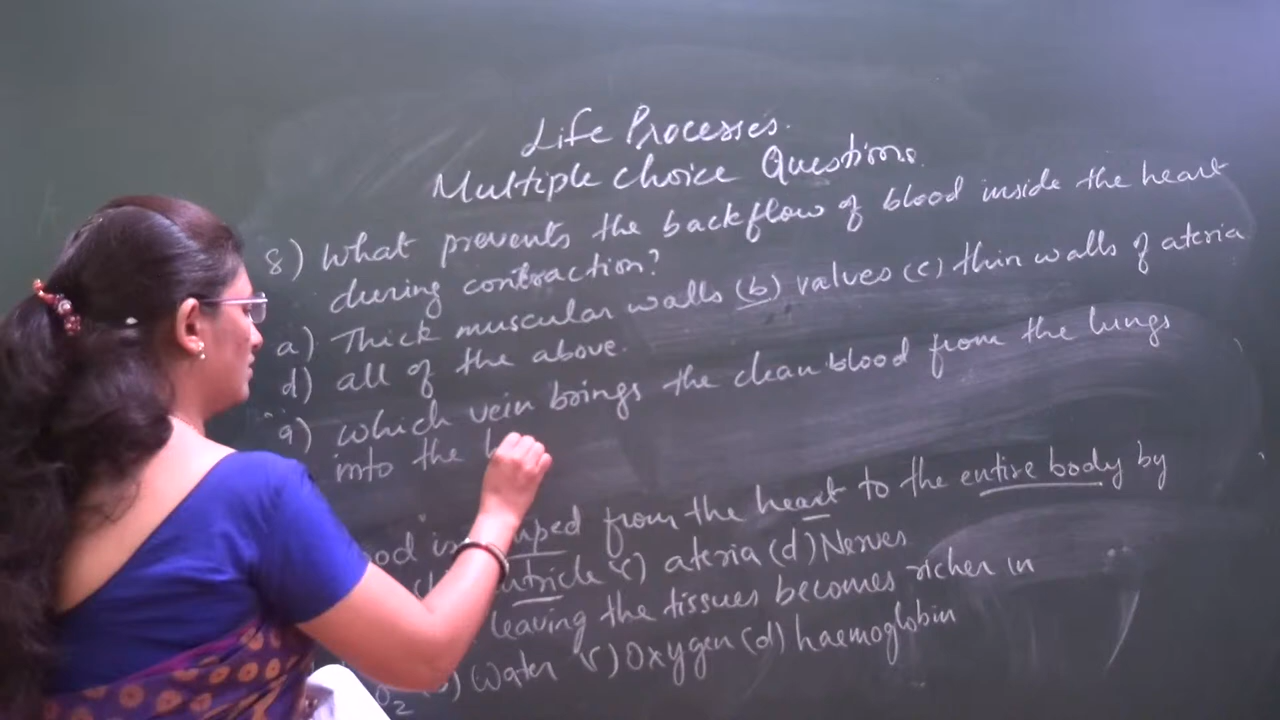 Life Processes.
Multiple choice Questions.
8) What prevents the backflow of blood inside the heart
during contraction?
a) Thick muscular walls (b) valves (c) thin walls of ateria
d) all of the above.
9) which vein brings the clean blood from the lungs
into the
from the heart to the entire body by
ateria (d) Nerves
leaving the tissues becomes richer in
Water (c) Oxygen (d) haemoglobin